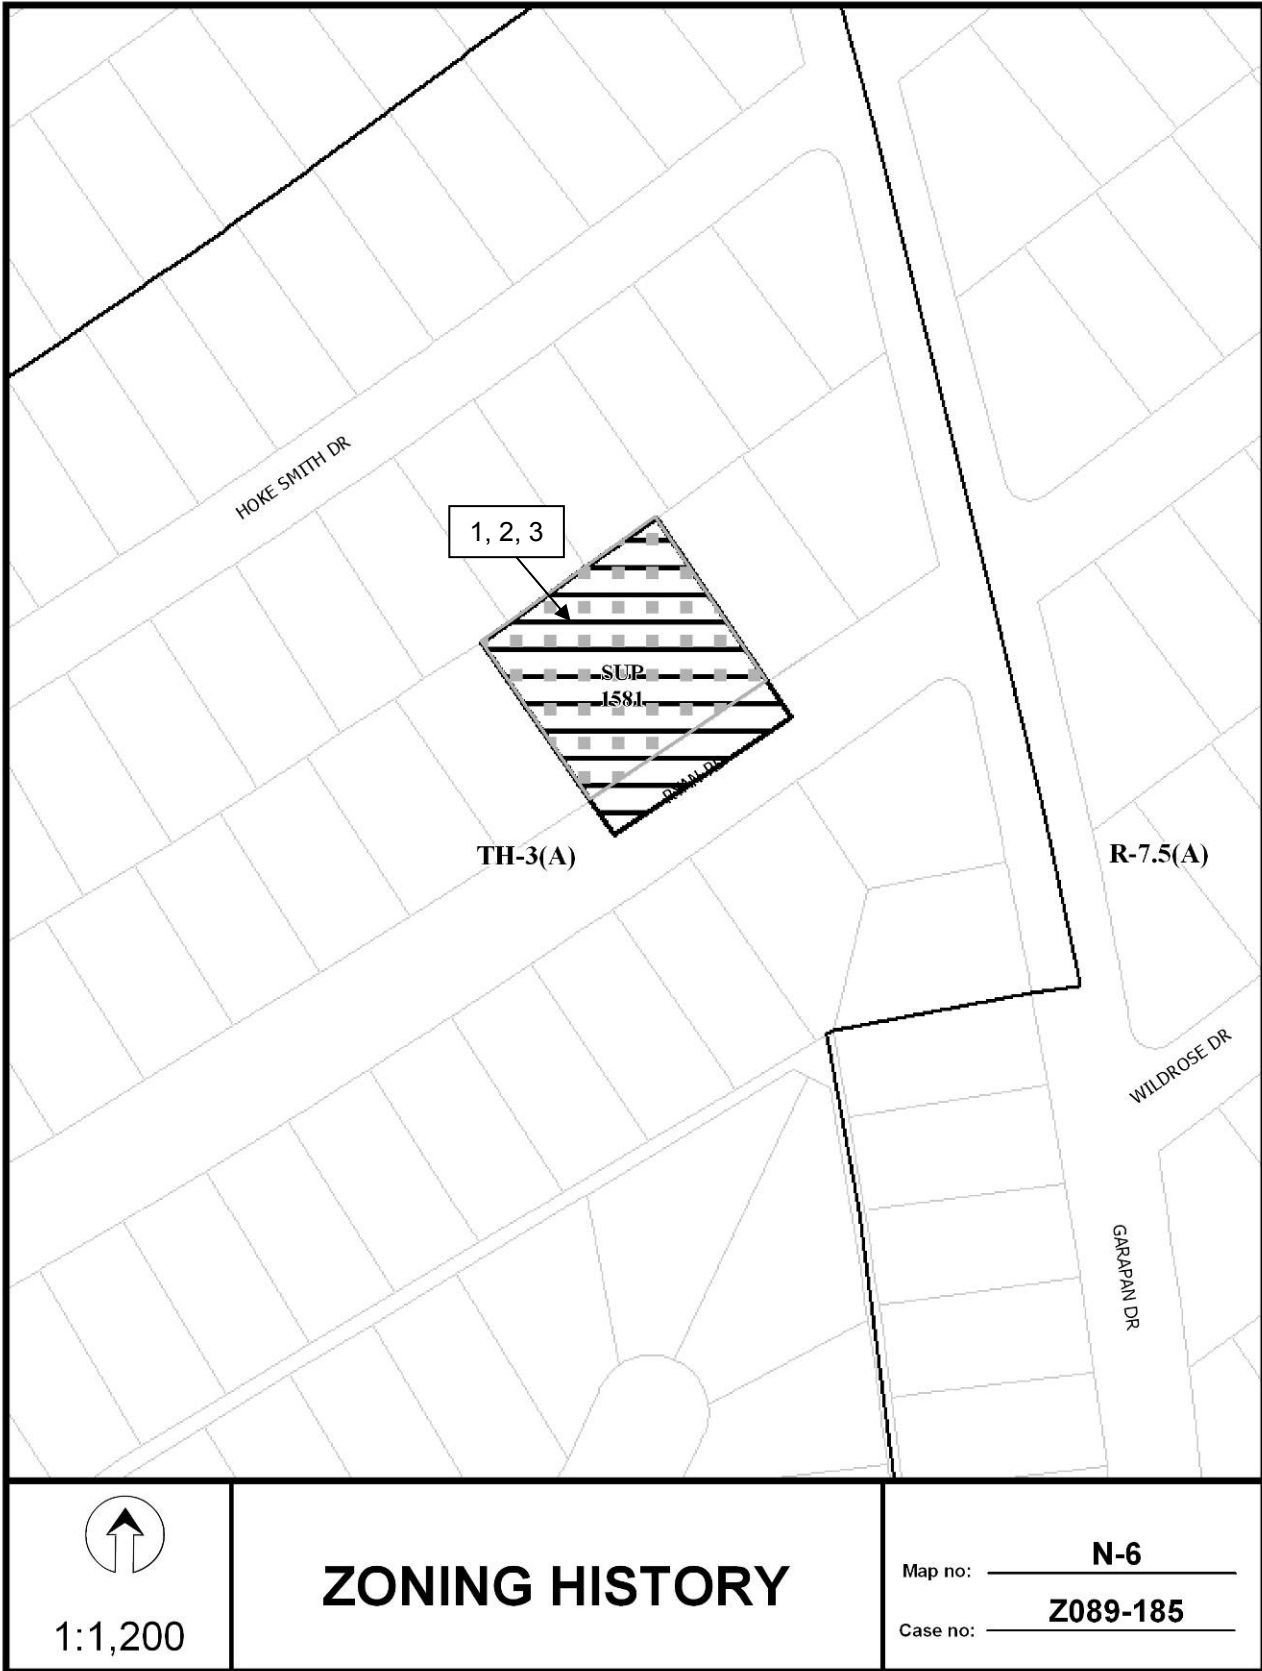 HOKE SMITH DR
1, 2, 3
SUP
1581
TH-3(A)
R-7.5(A)
WILDROSE DR
GARAPAN DR
1:1,200
ZONING HISTORY
Map no: N-6
Case no: Z089-185